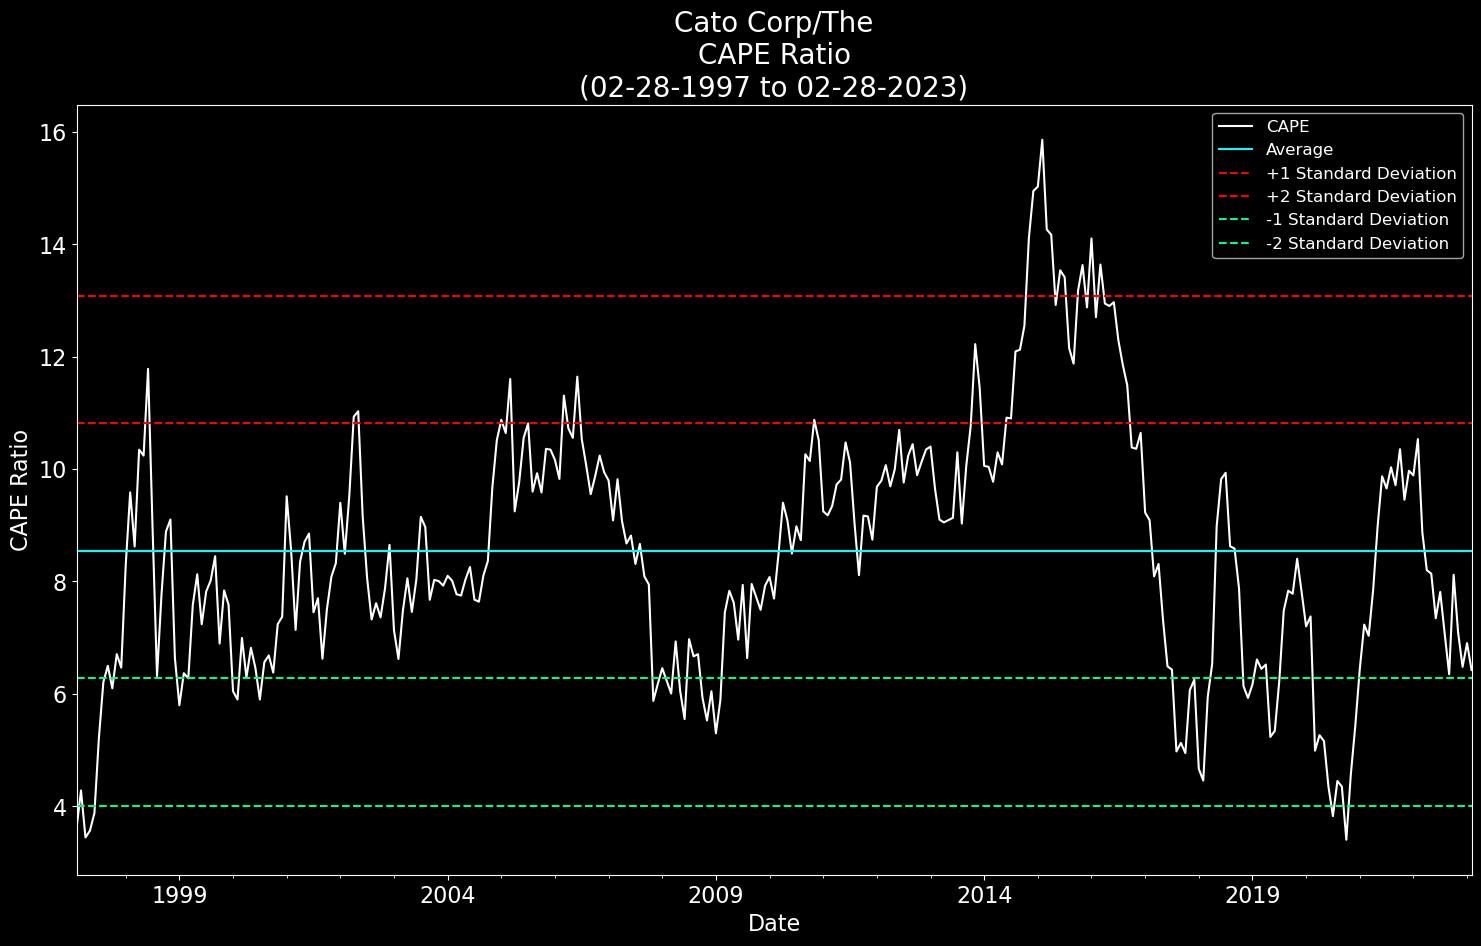 Cato Corp/The
CAPE Ratio
(02-28-1997 to 02-28-2023)
CAPE
Average
+1 Standard Deviation
+2 Standard Deviation
-1 Standard Deviation
-2 Standard Deviation
CAPE Ratio
16
14
12
10
8
6
4
1999
2004
2009
2014
2019
Date